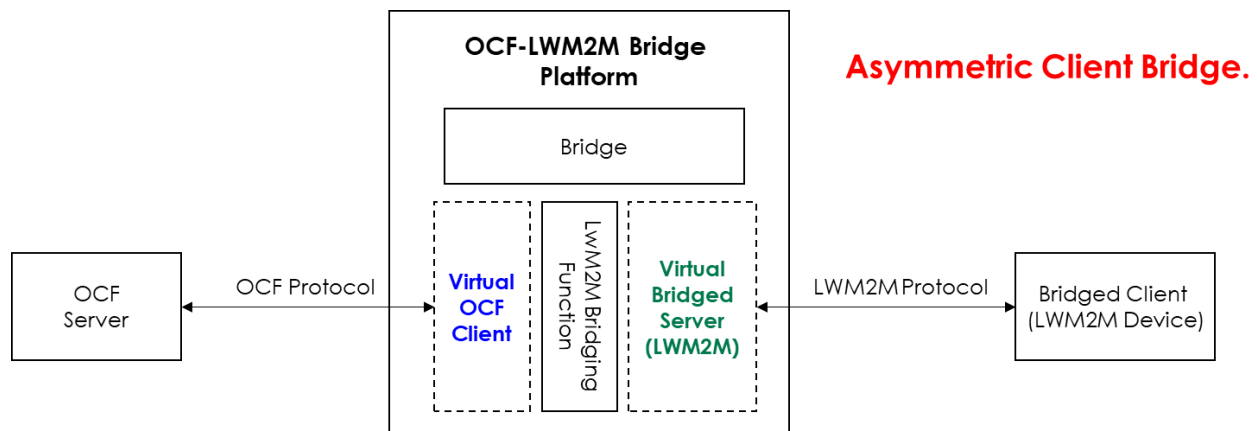 OCF-LWM2M Bridge
Platform
Asymmetric Client Bridge.
Bridge
OCF
Server
OCF Protocol
Virtual
OCF
Client
LwM2M Bridging
Function
Virtual
Bridged
Server
(LWM2M)
LWM2M Protocol
Bridged Client
(LWM2M Device)